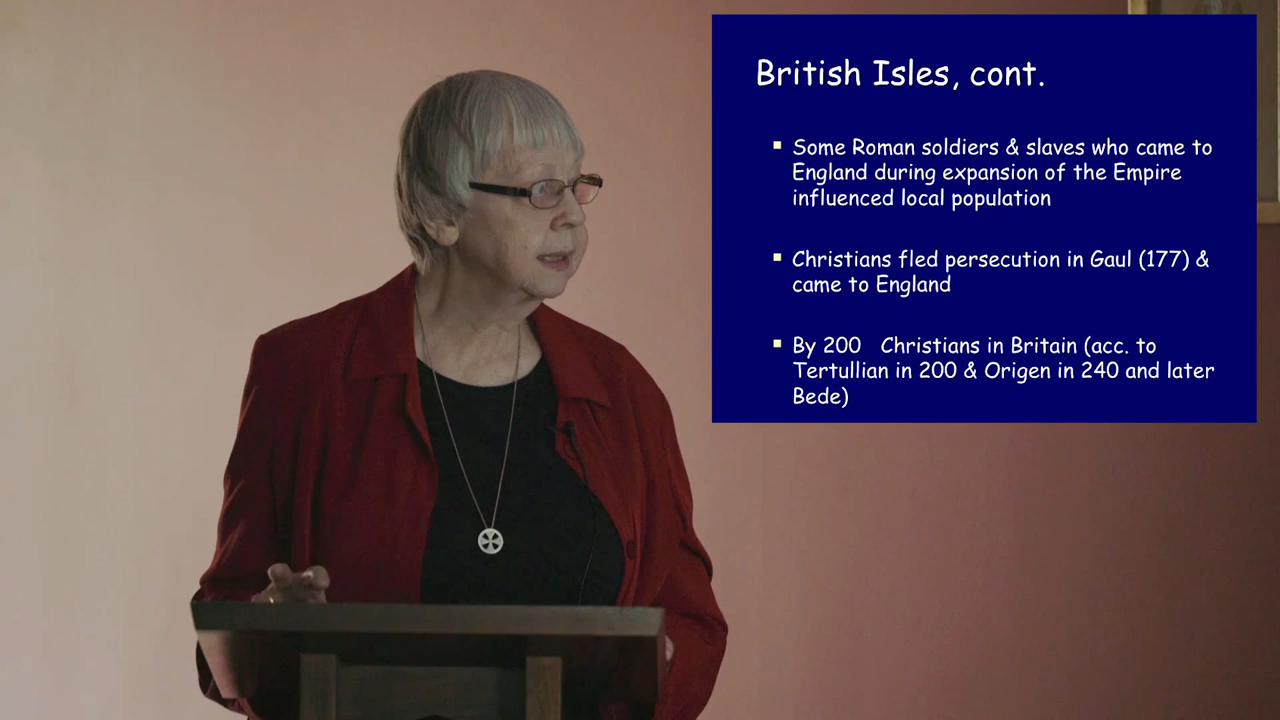 British Isles, cont.
Some Roman soldiers & slaves who came to
England during expansion of the Empire
influenced local population
Christians fled persecution in Gaul (177) &
came to England
By 200 Christians in Britain (acc. to
Tertullian in 200 & Origen in 240 and later
Bede)